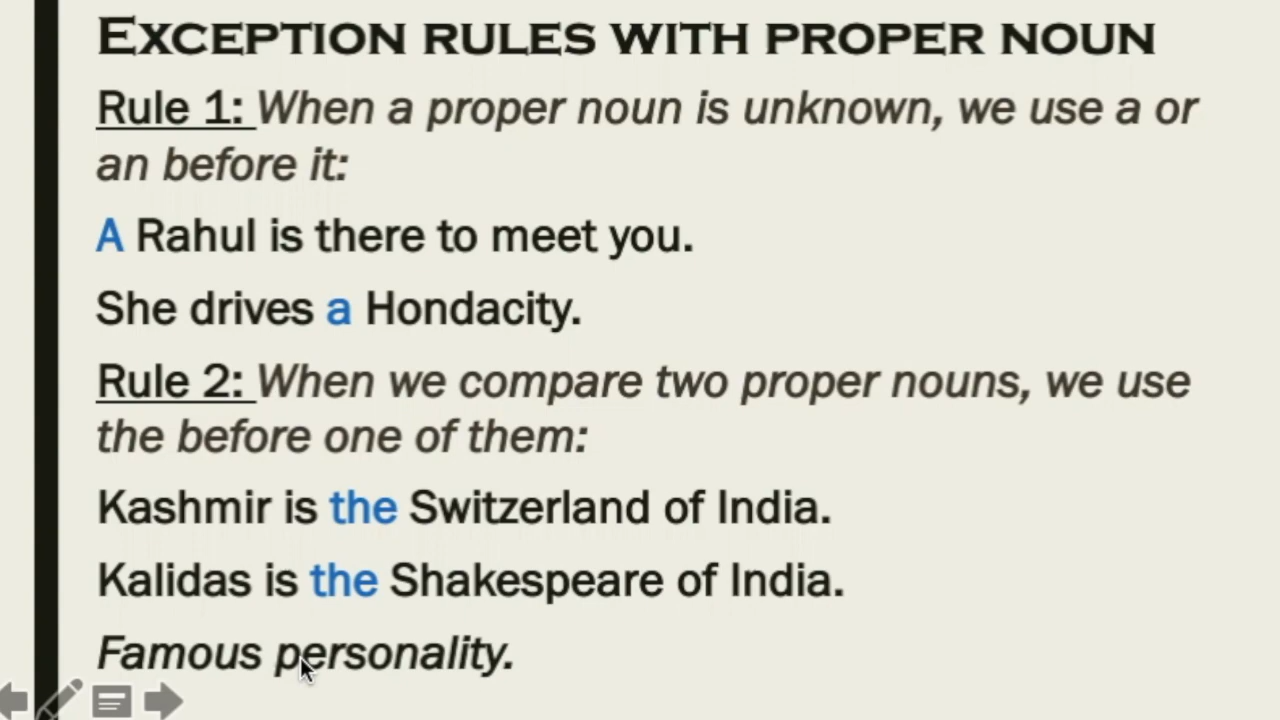 EXCEPTION RULES WITH PROPER NOUN
Rule 1: When a proper noun is unknown, we use a or
an before it:
A Rahul is there to meet you.
She drives a Hondacity.
Rule 2: When we compare two proper nouns, we use
the before one of them:
Kashmir is the Switzerland of India.
Kalidas is the Shakespeare of India.
Famous personality.